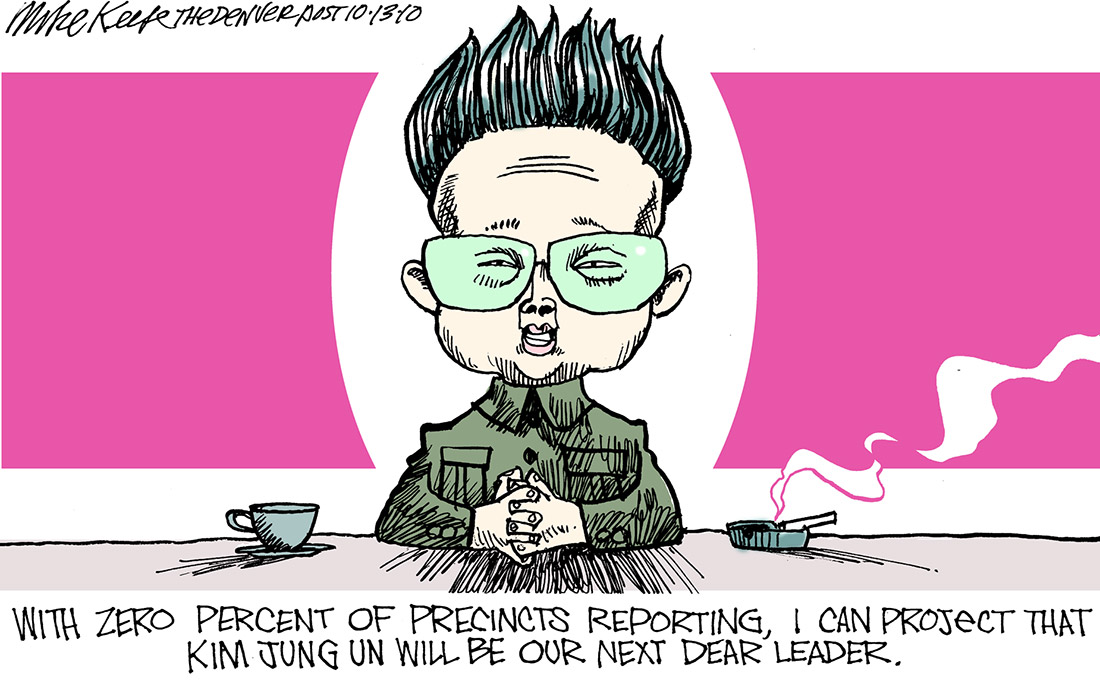 MIKE KEEFE THE DENVER POST 10·13·10
WITH ZERO PERCENT OF PRECINCTS REPORTING, I CAN PROJECT THAT
KIM JUNG UN WILL BE OUR NEXT DEAR LEADER.